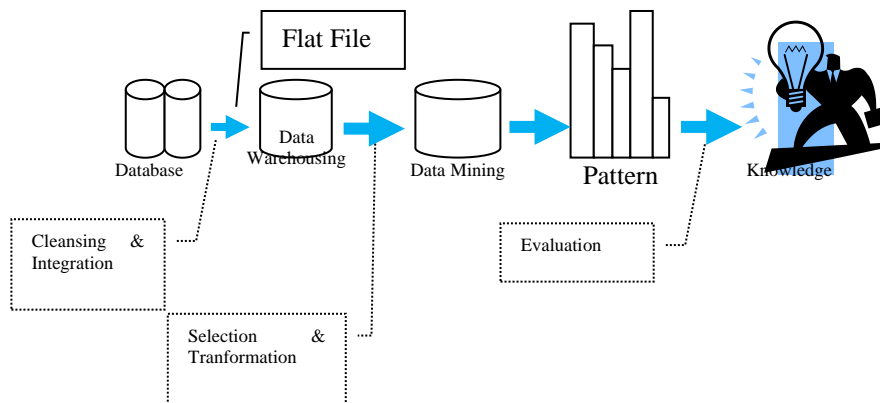 Flat File
Database
Data
Warehousing
Data Mining
Pattern
Knowledge
Cleansing &
Integration
Evaluation
Selection &
Tranformation